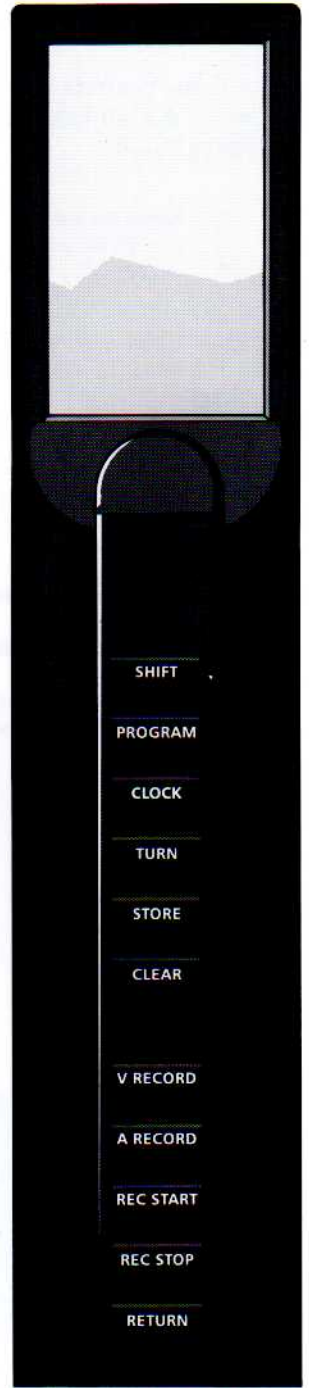 SHIFT
PROGRAM
CLOCK
TURN
STORE
CLEAR
V RECORD
A RECORD
REC START
REC STOP
RETURN